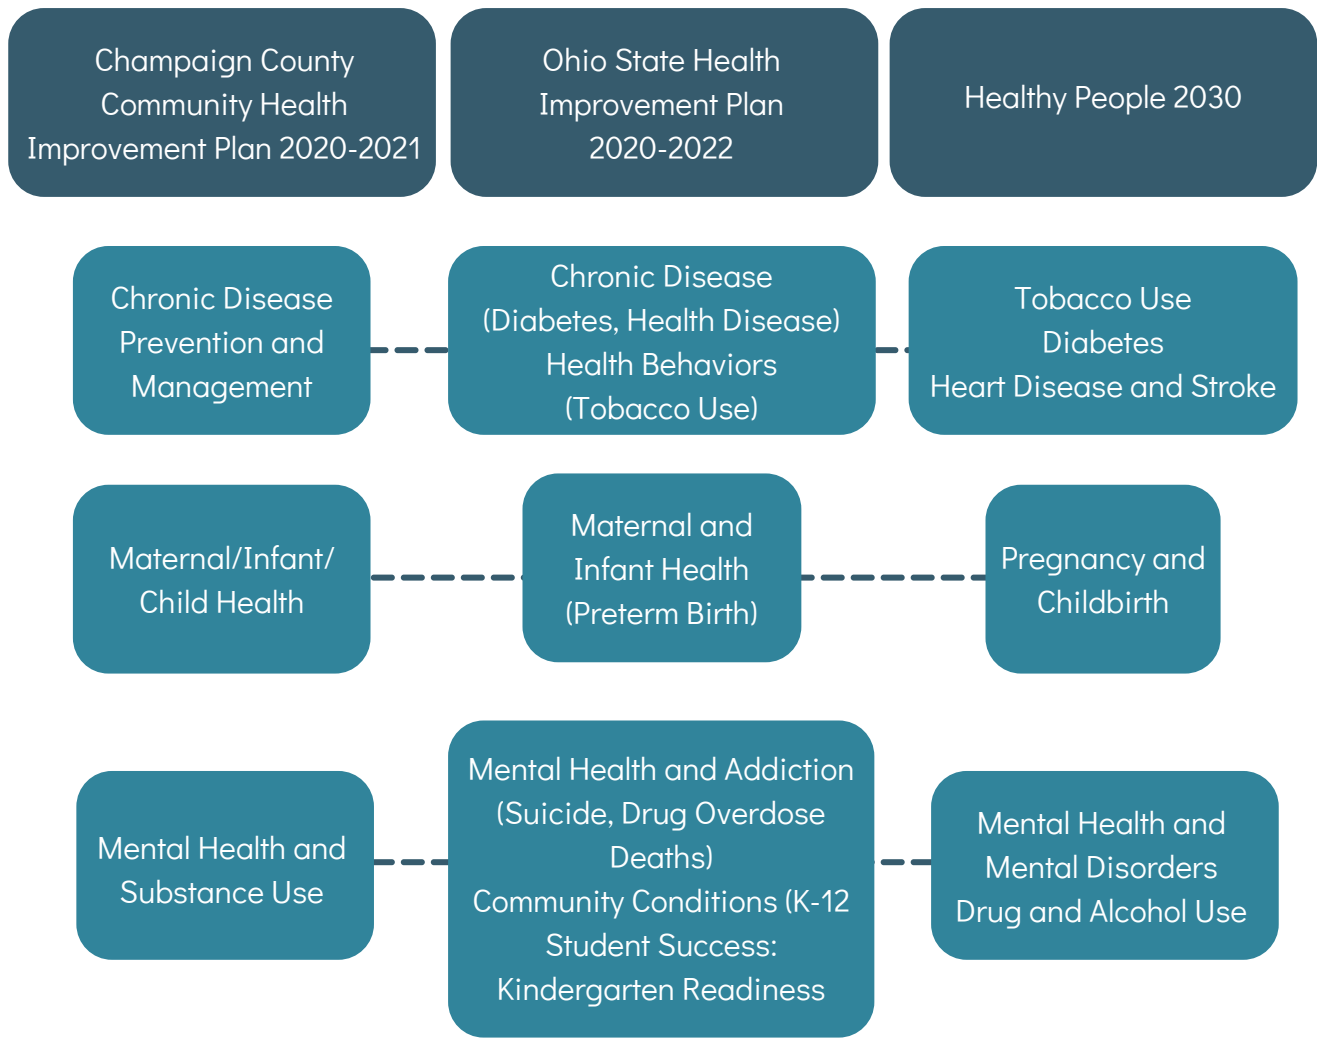 Champaign County
Community Health
Improvement Plan 2020-2021
Ohio State Health
Improvement Plan
2020-2022
Healthy People 2030
Chronic Disease
Prevention and
Management
Chronic Disease
(Diabetes, Health Disease)
Health Behaviors
(Tobacco Use)
Tobacco Use
Diabetes
Heart Disease and Stroke
Maternal/Infant/
Child Health
Maternal and
Infant Health
(Preterm Birth)
Pregnancy and
Childbirth
Mental Health and
Substance Use
Mental Health and Addiction
(Suicide, Drug Overdose
Deaths)
Community Conditions (K-12
Student Success:
Kindergarten Readiness
Mental Health and
Mental Disorders
Drug and Alcohol Use